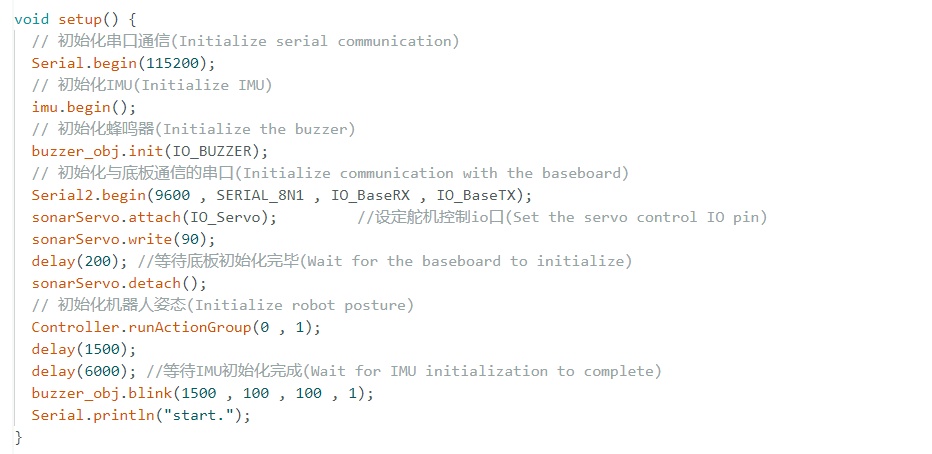 void setup() {
// 初始化串口通信(Initialize serial communication)
Serial.begin(115200);
// 初始化IMU(Initialize IMU)
imu.begin();
// 初始化蜂鸣器(Initialize the buzzer)
buzzer_obj.init(IO_BUZZER);
// 初始化与底板通信的串口(Initialize communication with the baseboard)
Serial2.begin(9600 , SERIAL_8N1 , IO_BaseRX , IO_BaseTX);
sonarServo.attach(IO_Servo);         //设定舵机控制io口(Set the servo control IO pin)
sonarServo.write(90);
delay(200); //等待底板初始化完毕(Wait for the baseboard to initialize)
sonarServo.detach();
// 初始化机器人姿态(Initialize robot posture)
Controller.runActionGroup(0 , 1);
delay(1500);
delay(6000); //等待IMU初始化完成(Wait for IMU initialization to complete)
buzzer_obj.blink(1500 , 100 , 100 , 1);
Serial.println("start.");
}